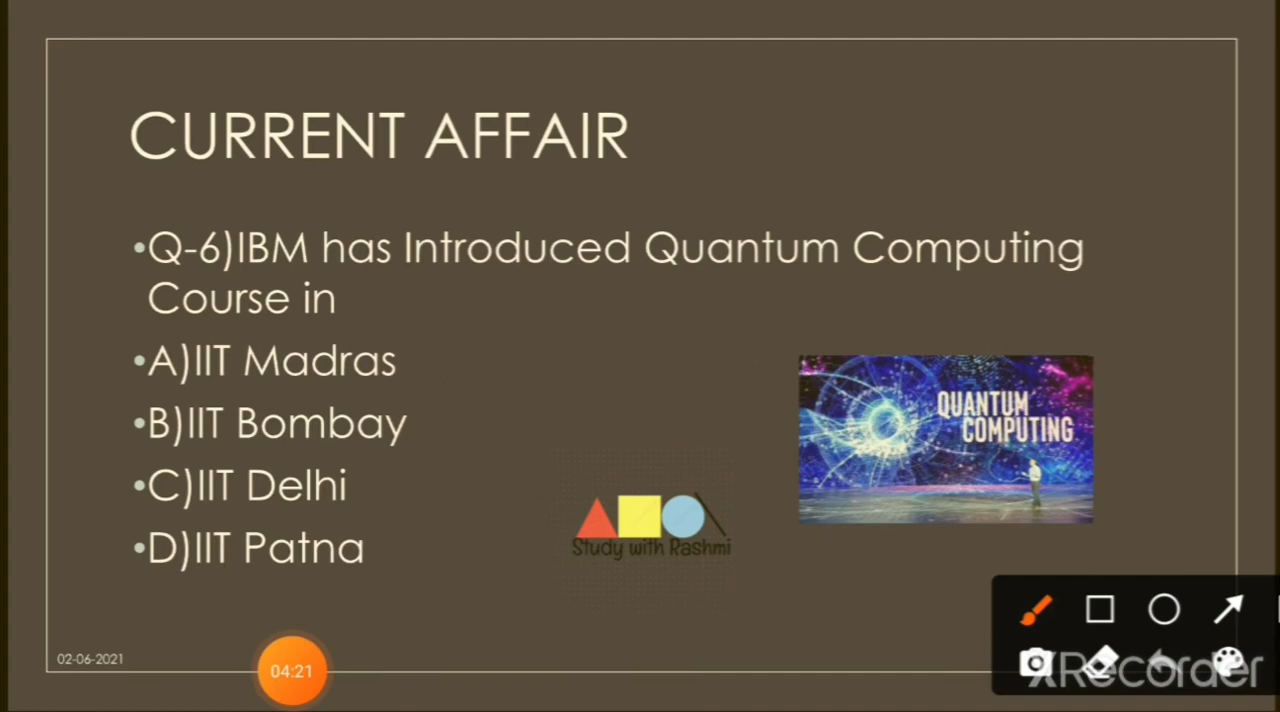 CURRENT AFFAIR
•Q-6)IBM has Introduced Quantum Computing
Course in
•A)IIT Madras
•B)IIT Bombay
•C)IIT Delhi
•D)IIT Patna
QUANTUM
COMPUTING
Study with Rashmi
02-06-2021
04:21
XRecorder